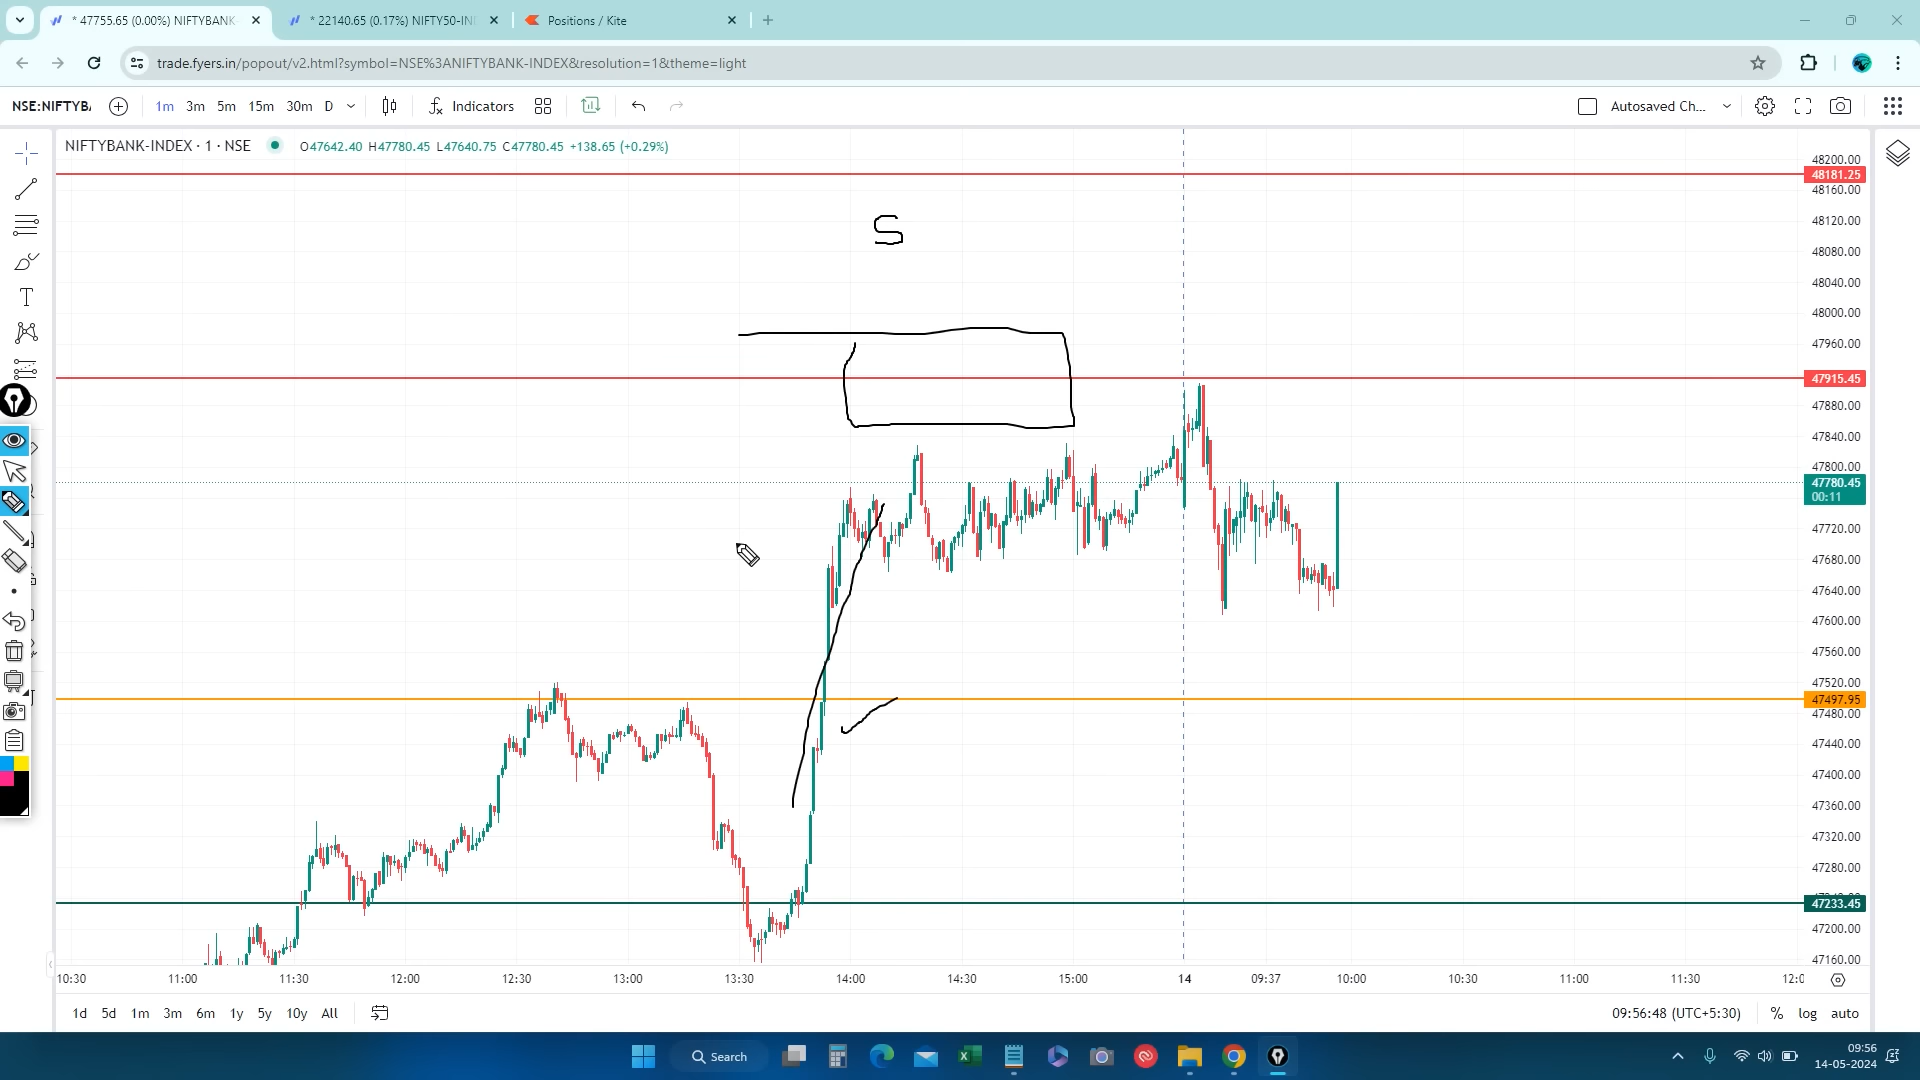 * 47755.65 (0.00%) NIFTYBANK-
* 22140.65 (0.17%) NIFTY50-IND
Positions / Kite
trade.fyers.in/popout/v2.html?symbol=NSE%3ANIFTYBANK-INDEX&resolution=1&theme=light
NSE:NIFTYB
1m 3m 5m 15m 30m D Indicators Autosaved Ch...
NIFTYBANK-INDEX · 1 · NSE O47642.40 H47780.45 L47640.75 C47780.45 +138.65 (+0.29%)
48200.00
48181.25
48160.00
48120.00
S
48080.00
48040.00
48000.00
47960.00
47915.45
47880.00
47840.00
47800.00
47780.45
00:11
47720.00
47680.00
47640.00
47600.00
47560.00
47520.00
47497.95
47480.00
47440.00
47400.00
47360.00
47320.00
47280.00
47233.45
47200.00
47160.00
10:30 11:00 11:30 12:00 12:30 13:00 13:30 14:00 14:30 15:00 14 09:37 10:00 10:30 11:00 11:30 12:0
1d 5d 1m 3m 6m 1y 5y 10y All 09:56:48 (UTC+5:30) % log auto
Search
09:56
14-05-2024